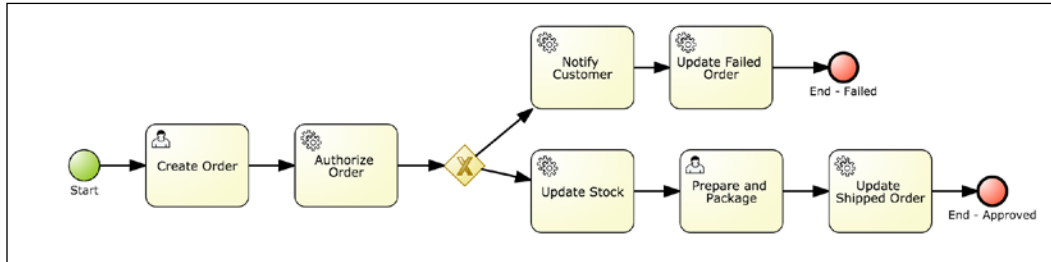 Start
Create Order
Authorize
Order
X
Notify
Customer
Update Failed
Order
End - Failed
Update Stock
Prepare and
Package
Update
Shipped Order
End - Approved